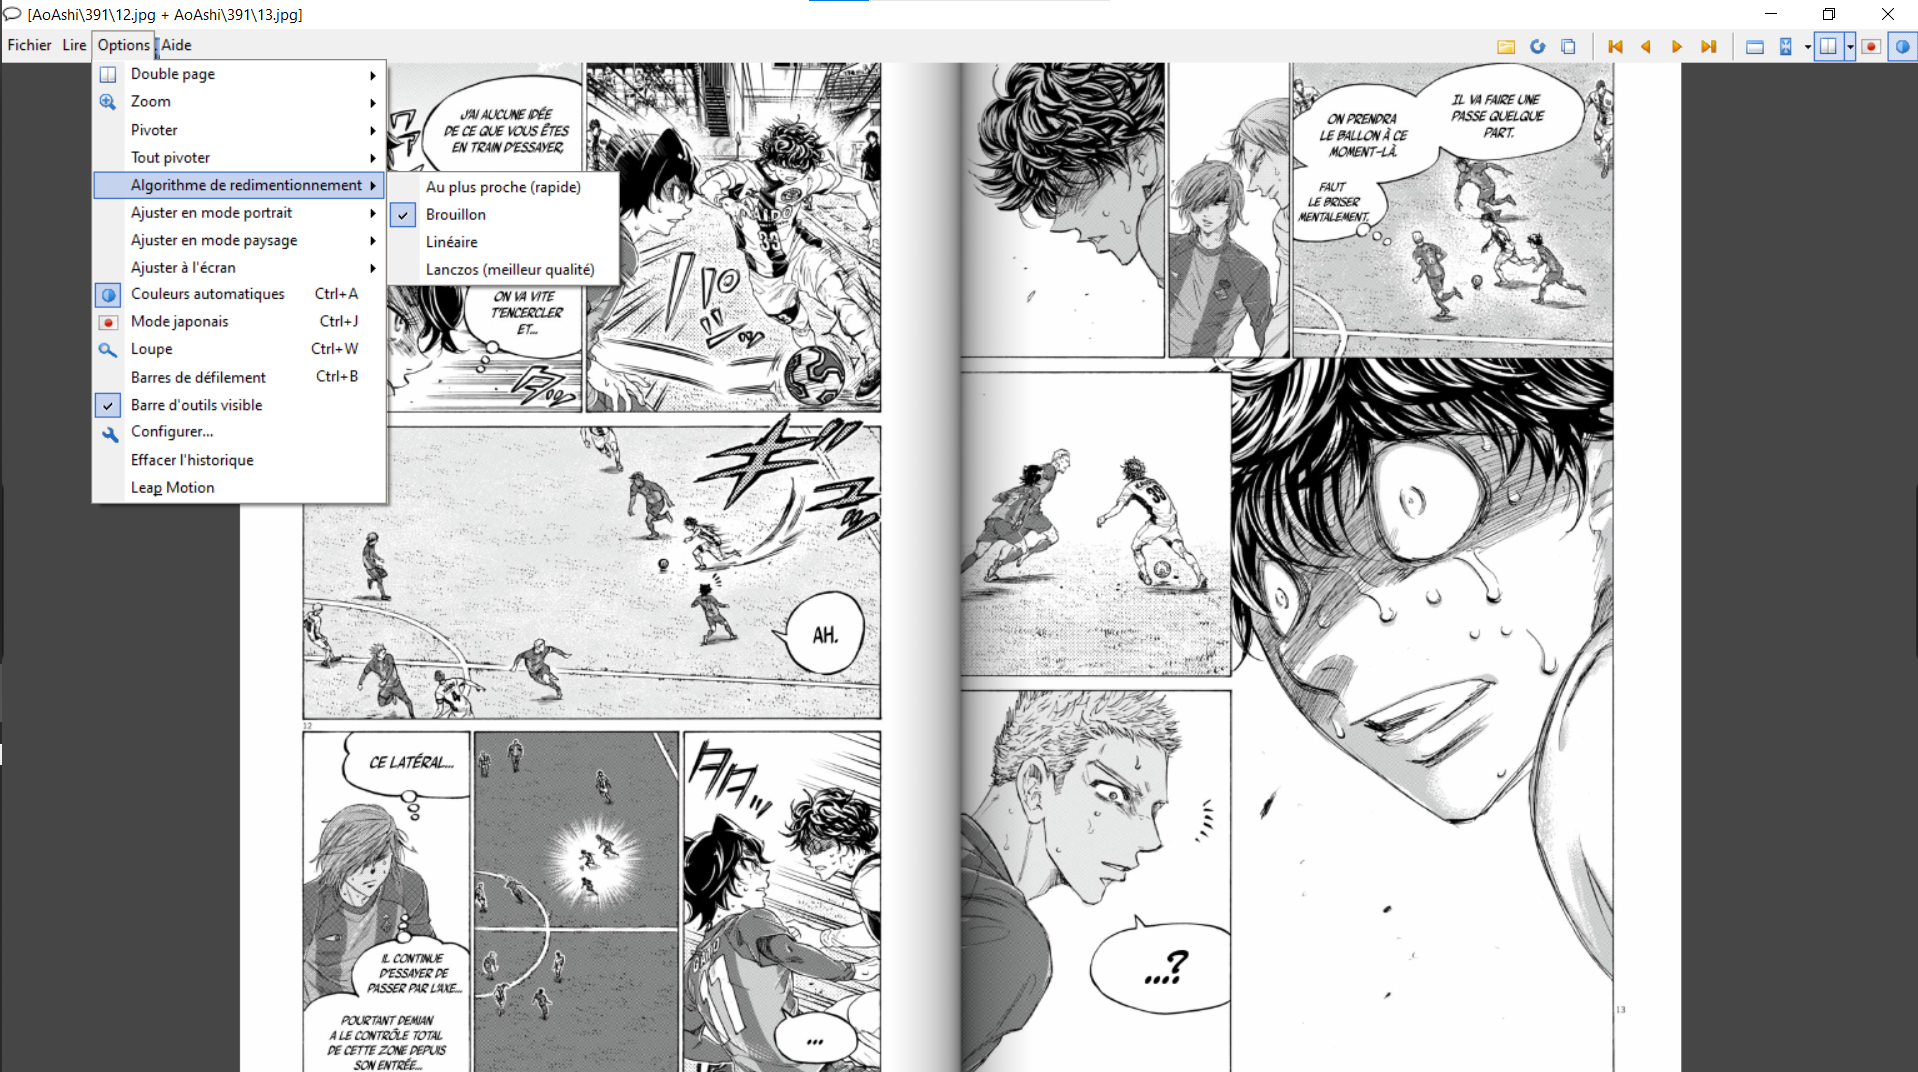 [AoAshi\391\12.jpg + AoAshi\391\13.jpg]
Fichier Lire Options Aide
Double page
Zoom
Pivoter
Tout pivoter
Algorithme de redimentionnement
Ajuster en mode portrait
Ajuster en mode paysage
Ajuster à l'écran
Couleurs automatiques Ctrl+A
Mode japonais Ctrl+J
Loupe Ctrl+W
Barres de défilement Ctrl+B
Barre d'outils visible
Configurer...
Effacer l'historique
Leap Motion
Au plus proche (rapide)
Brouillon
Linéaire
Lanczos (meilleur qualité)
J'AI AUCUNE IDÉE
DE CE QUE VOUS ÊTES
EN TRAIN D'ESSAYER,
33
ON VA VITE
T'ENCERCLER
ET...
AH.
12
CE LATÉRAL...
IL CONTINUE
D'ESSAYER DE
PASSER PAR L'AXE...
POURTANT DEMIAN
A LE CONTRÔLE TOTAL
DE CETTE ZONE DEPUIS
SON ENTRÉE...
タタッ
...
IL VA FAIRE UNE
PASSE QUELQUE
PART.
ON PRENDRA
LE BALLON À CE
MOMENT-LÀ.
FAUT
LE BRISER
MENTALEMENT.
33
...?
13